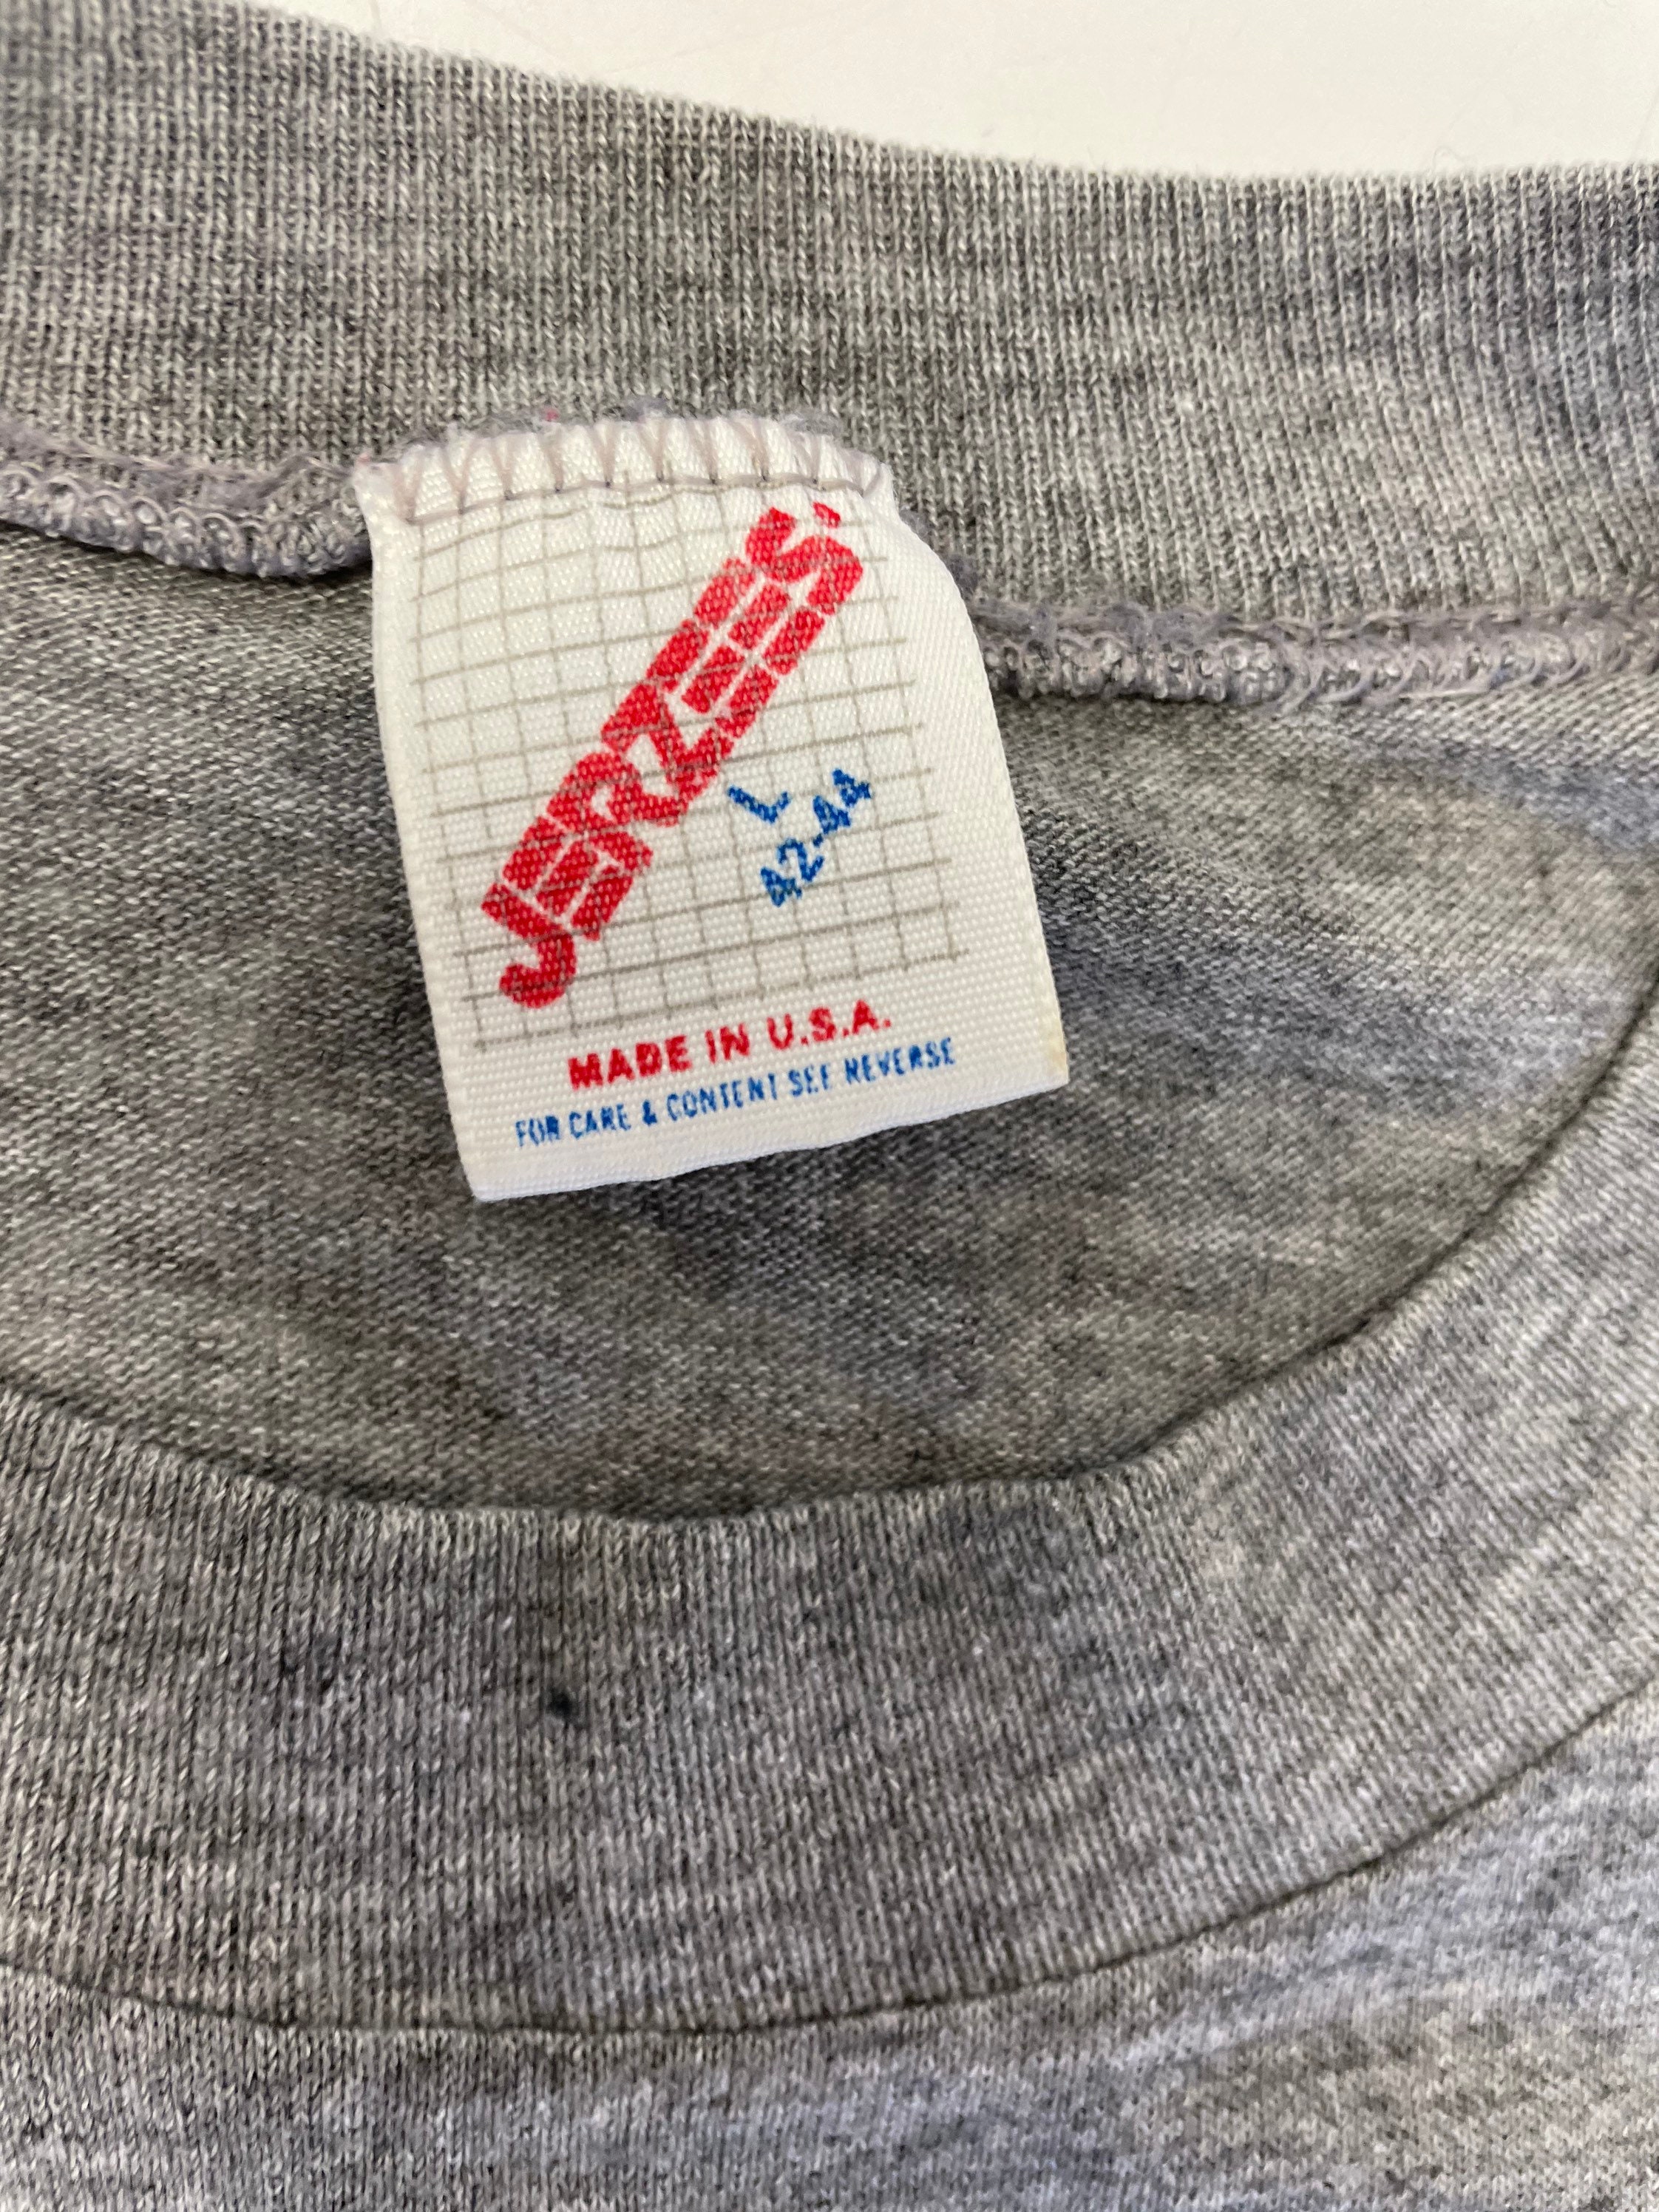 JERZEES
L
42-44
MADE IN U.S.A.
FOR CARE & CONTENT SEE REVERSE